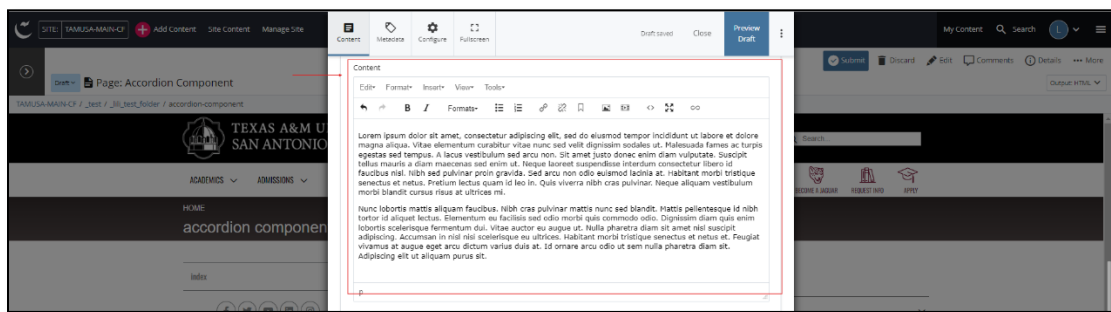 SITE: TAMUSA-MAIN-CF Add Content Site Content Manage Site
Content Metadata Configure Fullscreen
Draft saved Close Preview Draft
My Content Search L
Submit Discard Edit Comments Details More
Draft Page: Accordion Component
Output: HTML
TAMUSA-MAIN-CF / _test / _lili_test_folder / accordion-component
TEXAS A&M U
SAN ANTONIO
Search...
ACADEMICS ADMISSIONS
BECOME A JAGUAR REQUEST INFO APPLY
HOME
accordion componen
index
Content
Edit Format Insert View Tools
B I Formats
Lorem ipsum dolor sit amet, consectetur adipiscing elit, sed do eiusmod tempor incididunt ut labore et dolore
magna aliqua. Vitae elementum curabitur vitae nunc sed velit dignissim sodales ut. Malesuada fames ac turpis
egestas sed tempus. A lacus vestibulum sed arcu non. Sit amet justo donec enim diam vulputate. Suscipit
tellus mauris a diam maecenas sed enim ut. Neque laoreet suspendisse interdum consectetur libero id
faucibus nisl. Nibh sed pulvinar proin gravida. Sed arcu non odio euismod lacinia at. Habitant morbi tristique
senectus et netus. Pretium lectus quam id leo in. Quis viverra nibh cras pulvinar. Neque aliquam vestibulum
morbi blandit cursus risus at ultrices mi.
Nunc lobortis mattis aliquam faucibus. Nibh cras pulvinar mattis nunc sed blandit. Mattis pellentesque id nibh
tortor id aliquet lectus. Elementum eu facilisis sed odio morbi quis commodo odio. Dignissim diam quis enim
lobortis scelerisque fermentum dui. Vitae auctor eu augue ut. Nulla pharetra diam sit amet nisl suscipit
adipiscing. Accumsan in nisl nisi scelerisque eu ultrices. Habitant morbi tristique senectus et netus et. Feugiat
vivamus at augue eget arcu dictum varius duis at. Id ornare arcu odio ut sem nulla pharetra diam sit.
Adipiscing elit ut aliquam purus sit.
p